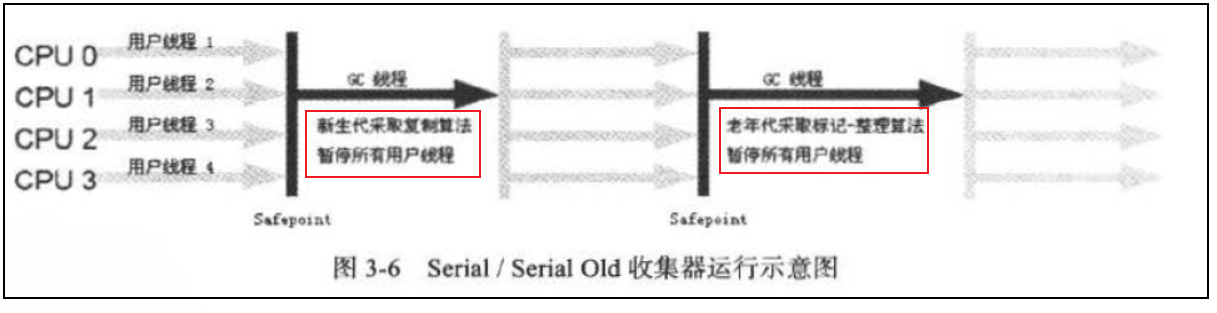 CPU 0 用户线程 1
CPU 1 用户线程 2
CPU 2 用户线程 3
CPU 3 用户线程 4
GC 线程
新生代采取复制算法
暂停所有用户线程
Safepoint
GC 线程
老年代采取标记-整理算法
暂停所有用户线程
Safepoint
图 3-6 Serial / Serial Old 收集器运行示意图